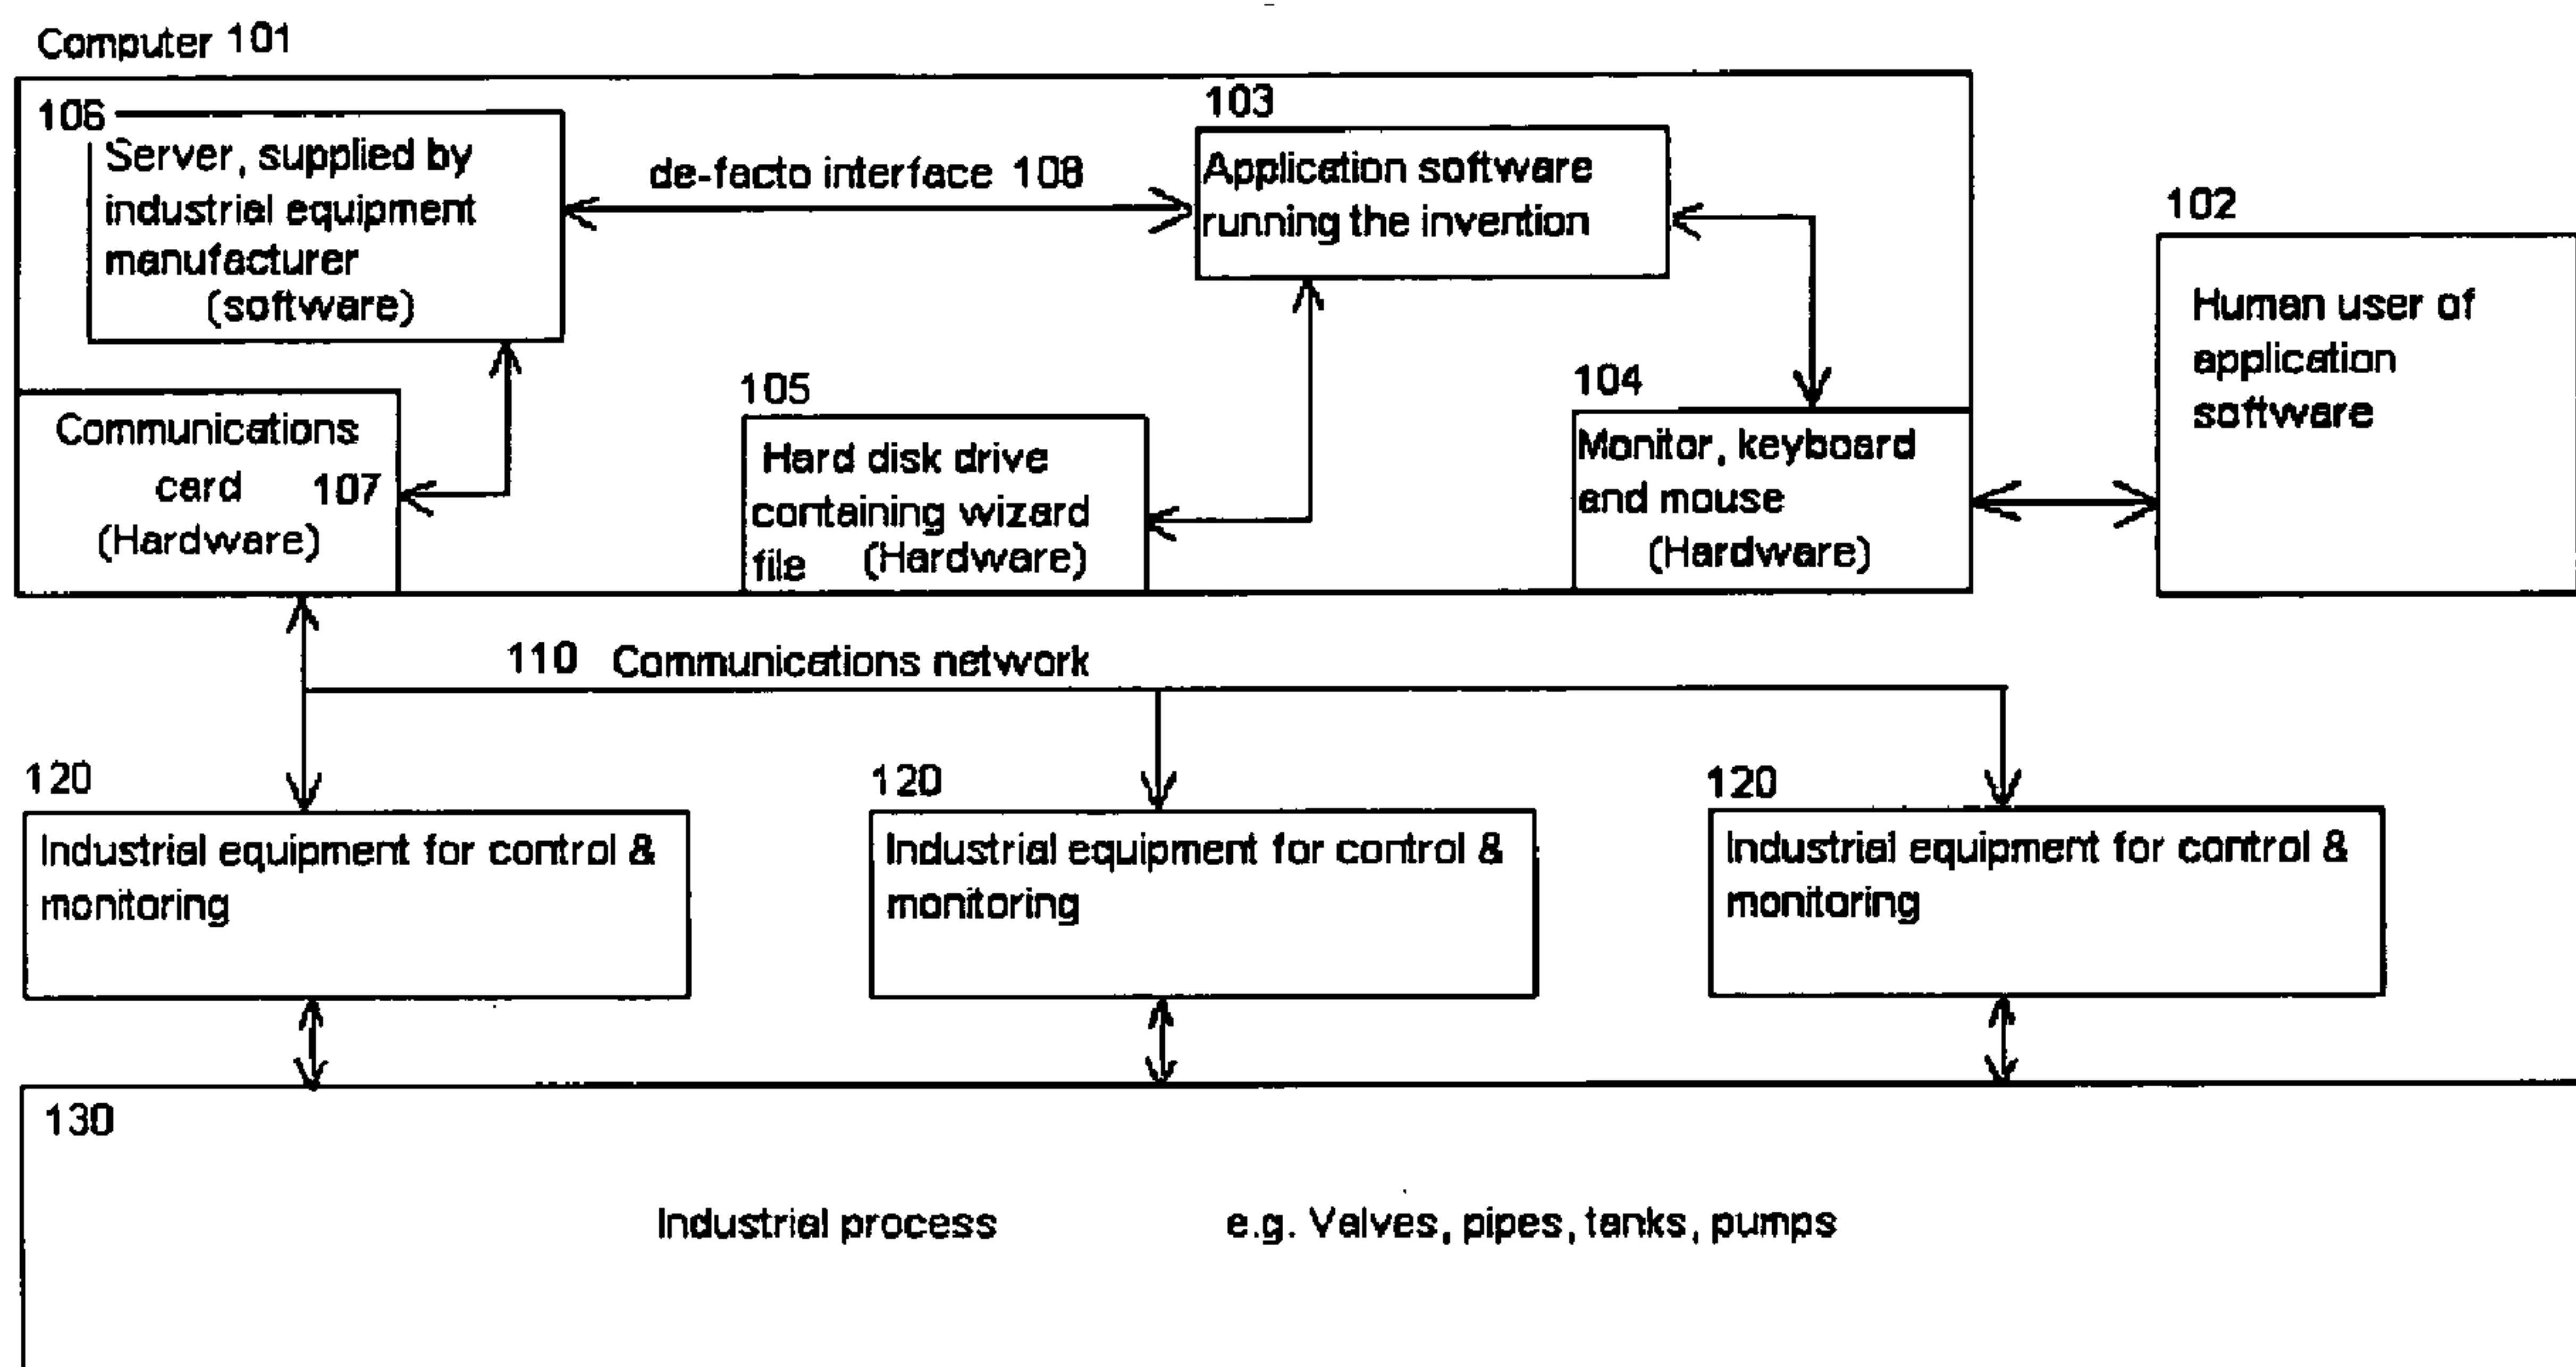 Computer 101
106
Server, supplied by
industrial equipment
manufacturer
(software)
de-facto interface 108
103
Application software
running the invention
102
Human user of
application
software
Communications
card 107
(Hardware)
105
Hard disk drive
containing wizard
file (Hardware)
104
Monitor, keyboard
and mouse
(Hardware)
110 Communications network
120
Industrial equipment for control &
monitoring
120
Industrial equipment for control &
monitoring
120
Industrial equipment for control &
monitoring
130
Industrial process e.g. Valves, pipes, tanks, pumps